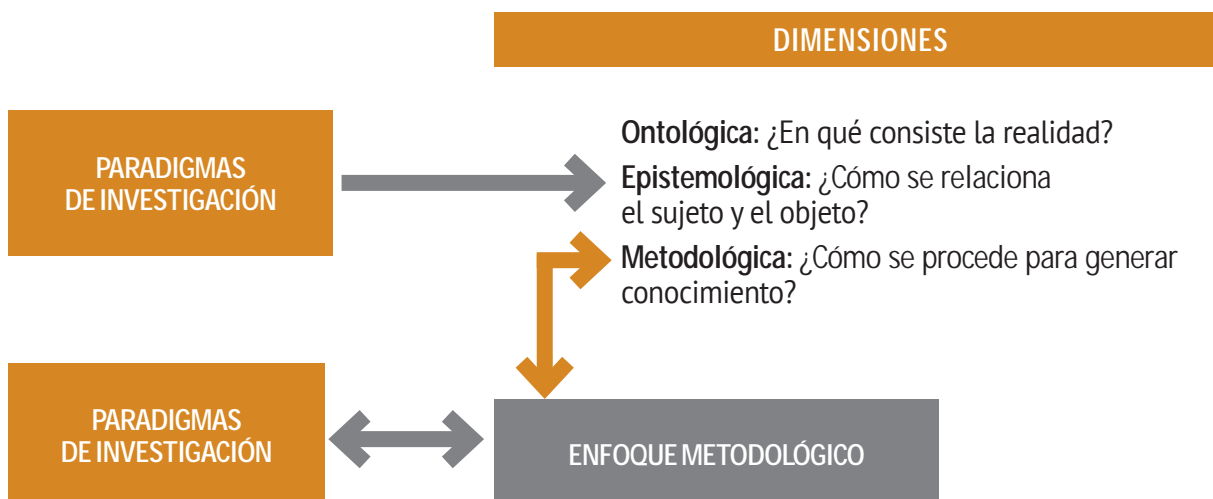 DIMENSIONES
PARADIGMAS
DE INVESTIGACIÓN
Ontológica: ¿En qué consiste la realidad?
Epistemológica: ¿Cómo se relaciona
el sujeto y el objeto?
Metodológica: ¿Cómo se procede para generar
conocimiento?
PARADIGMAS
DE INVESTIGACIÓN
ENFOQUE METODOLÓGICO